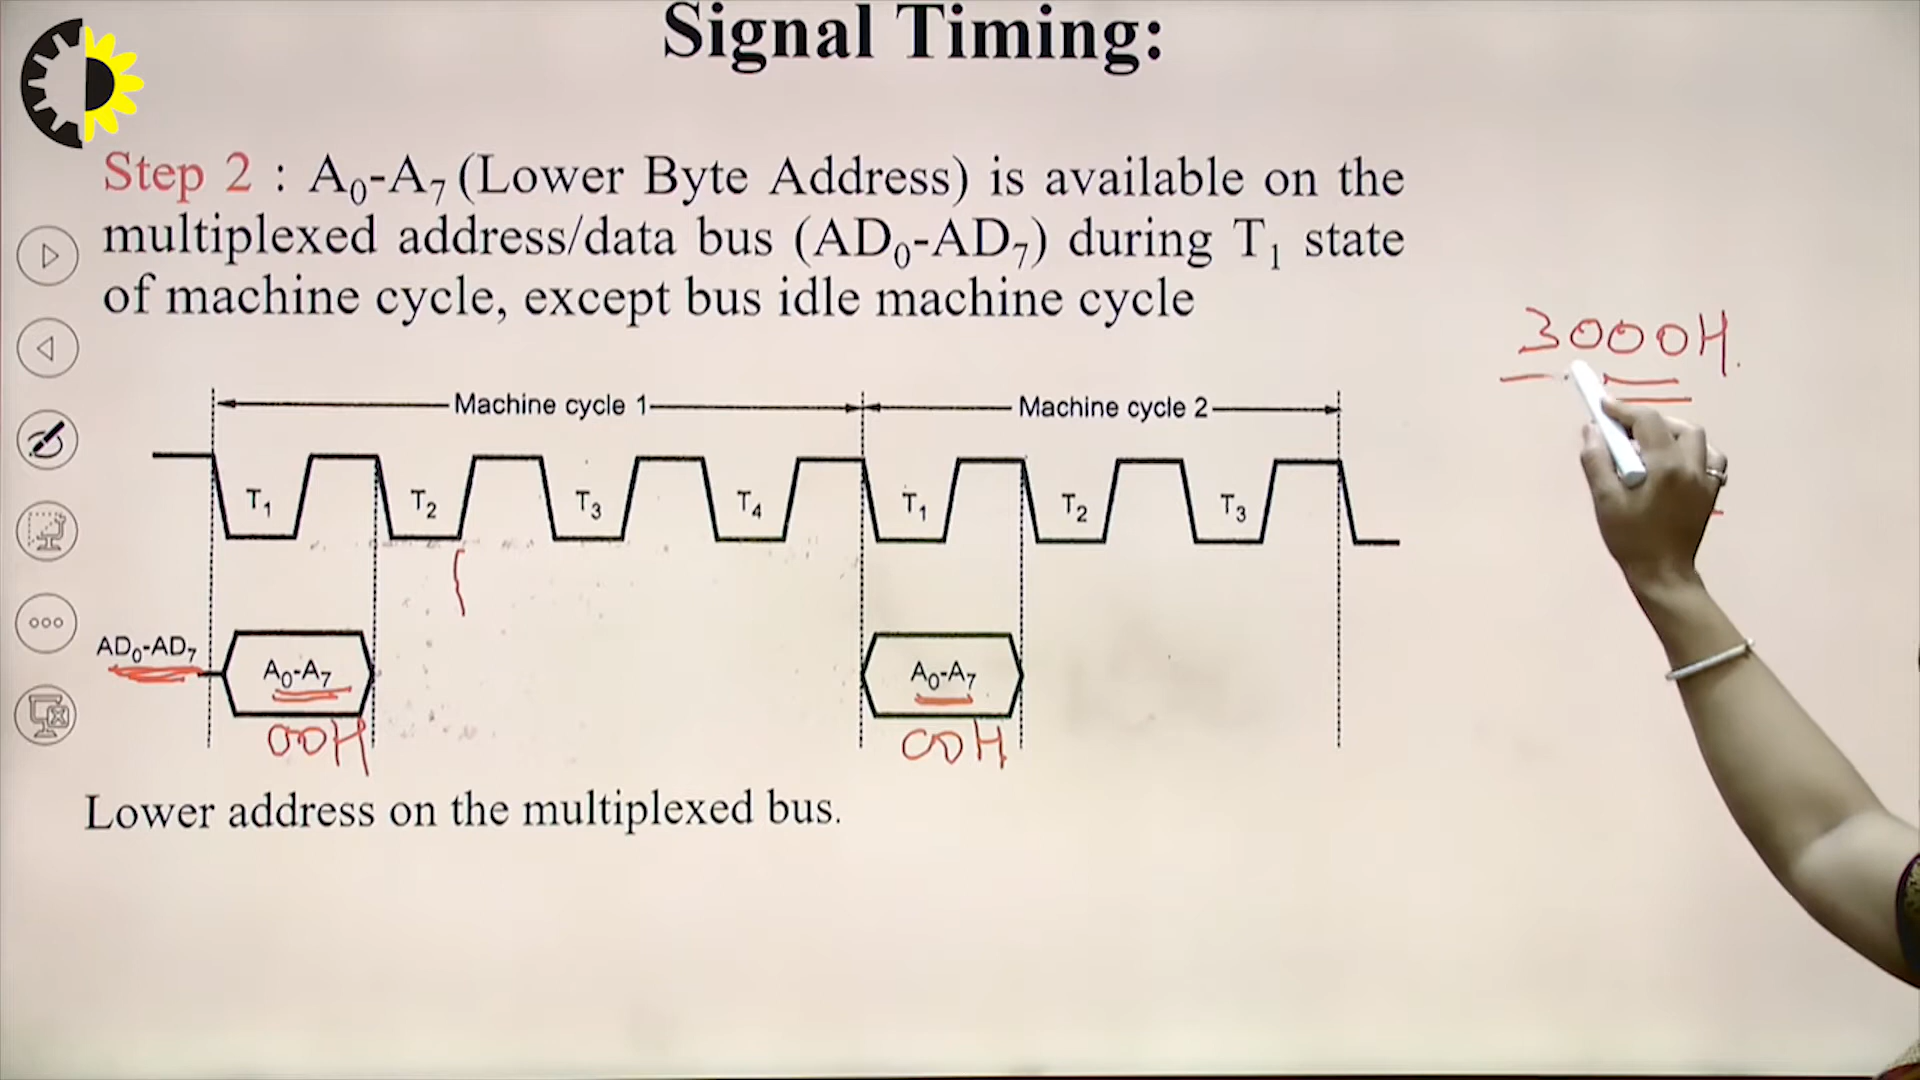 Signal Timing:
Step 2 : A₀-A₇ (Lower Byte Address) is available on the
multiplexed address/data bus (AD₀-AD₇) during T₁ state
of machine cycle, except bus idle machine cycle
3000H.
Machine cycle 1
Machine cycle 2
T₁ T₂ T₃ T₄ T₁ T₂ T₃
AD₀-AD₇
A₀-A₇ A₀-A₇
00H 00H
Lower address on the multiplexed bus.